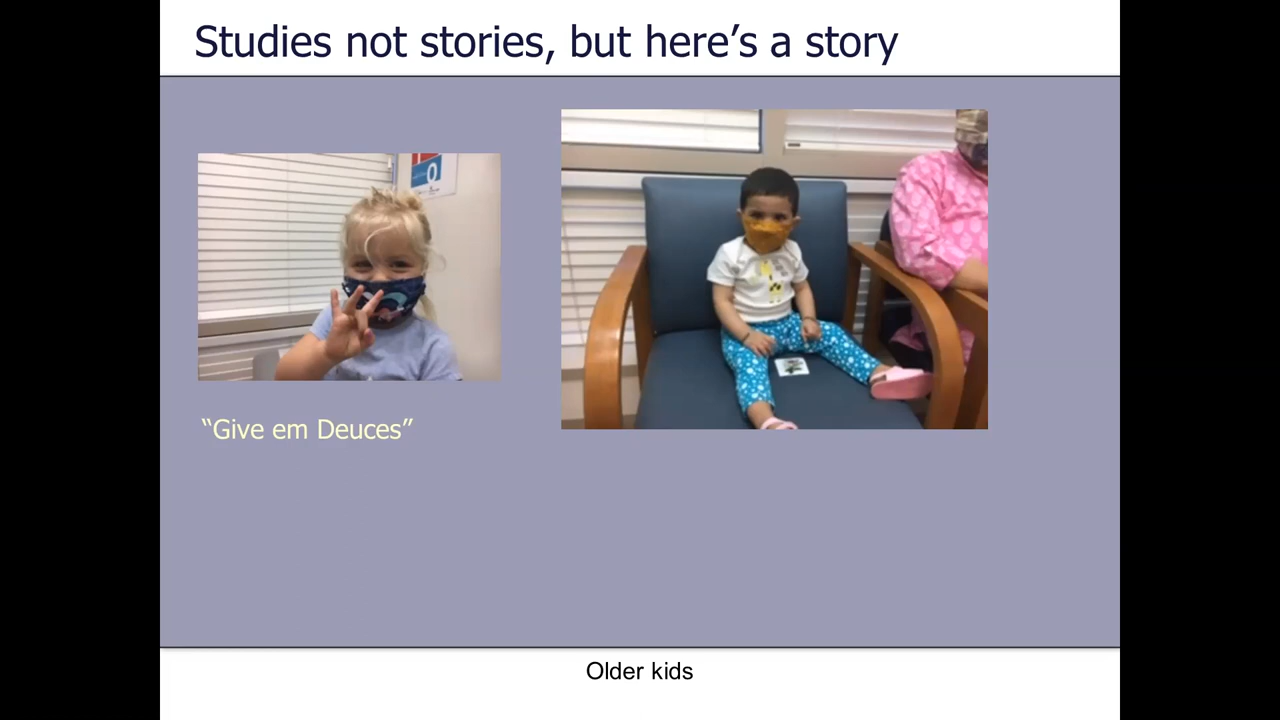 Studies not stories, but here’s a story
“Give em Deuces”
Older kids